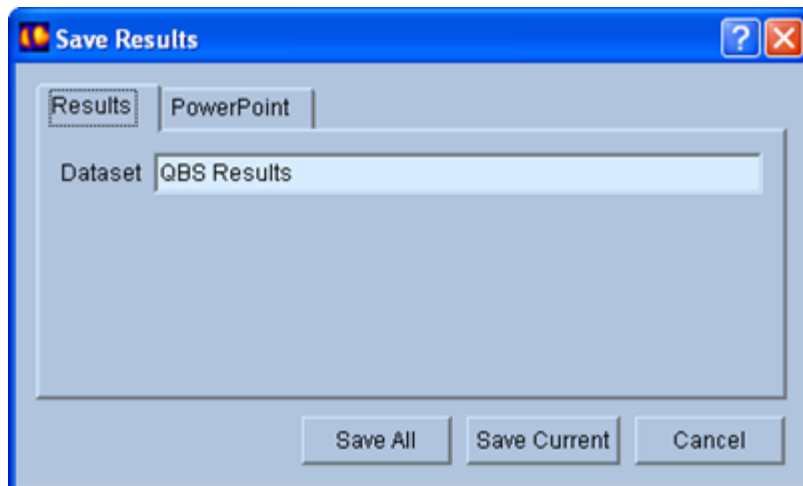 Save Results
Results PowerPoint
Dataset QBS Results
Save All Save Current Cancel